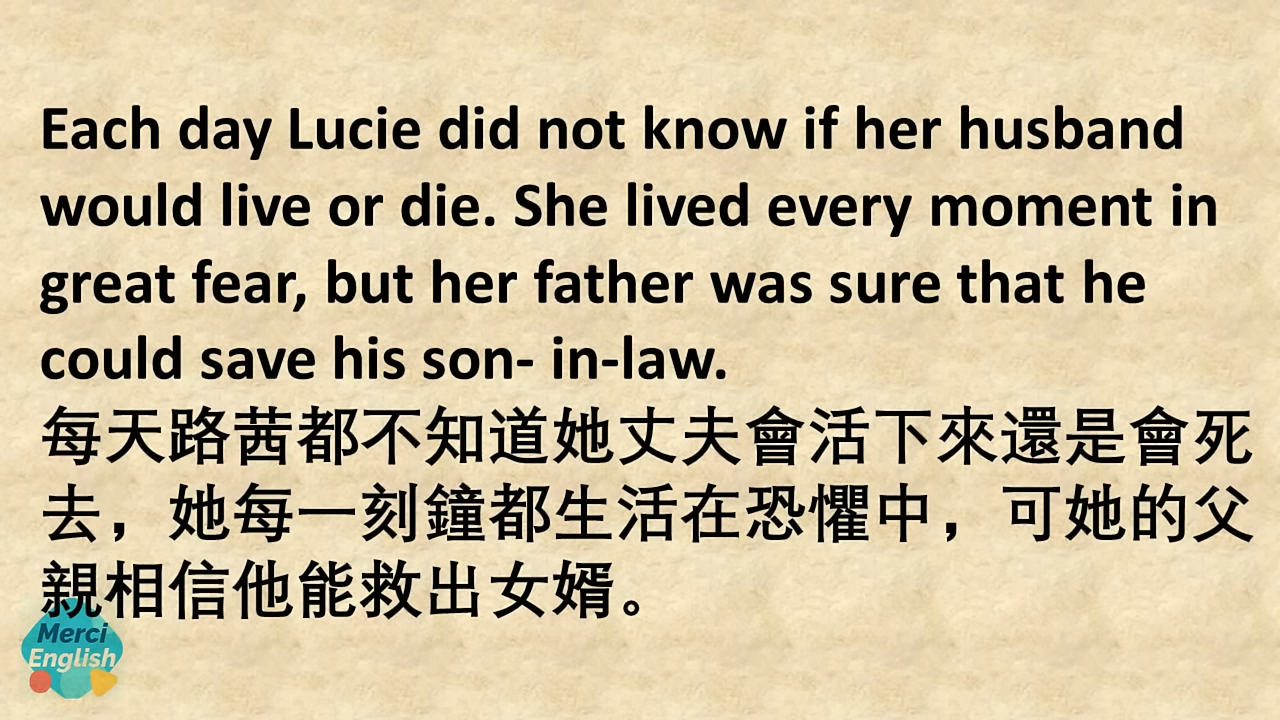 Each day Lucie did not know if her husband
would live or die. She lived every moment in
great fear, but her father was sure that he
could save his son- in-law.
每天路茜都不知道她丈夫會活下來還是會死
去，她每一刻鐘都生活在恐懼中，可她的父
親相信他能救出女婿。
Merci
English